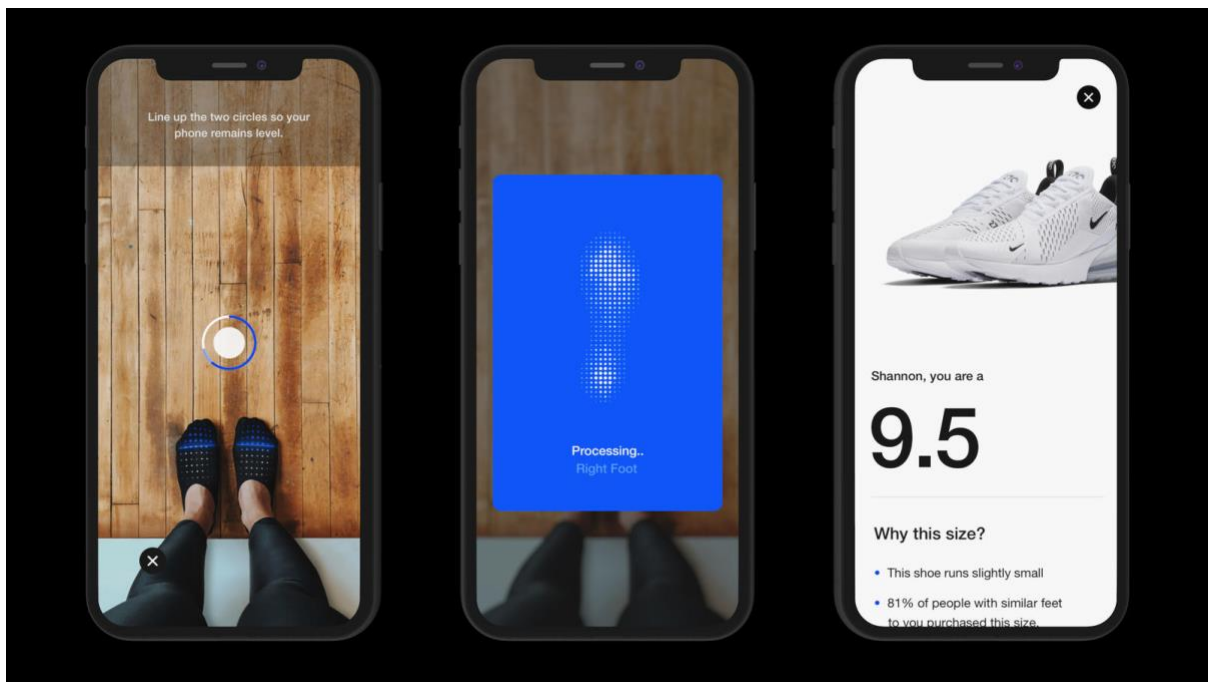 Line up the two circles so your
phone remains level.
Processing..
Right Foot
Shannon, you are a
9.5
Why this size?
• This shoe runs slightly small
• 81% of people with similar feet
to you purchased this size.